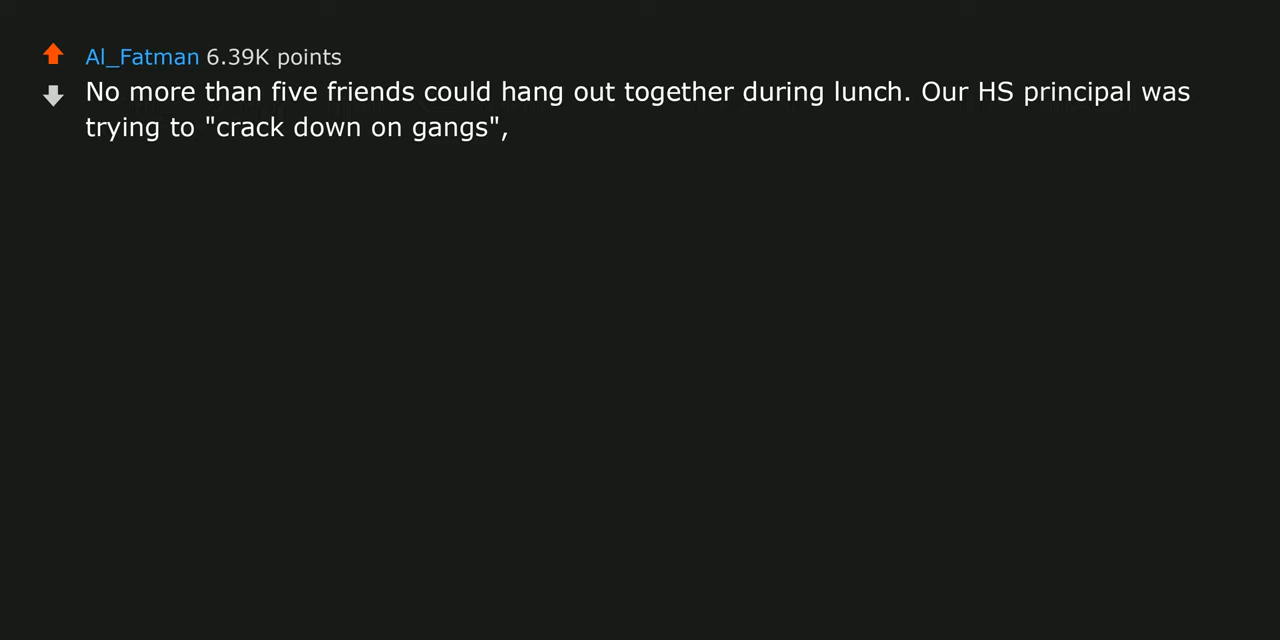 Al_Fatman 6.39K points
No more than five friends could hang out together during lunch. Our HS principal was
trying to "crack down on gangs",